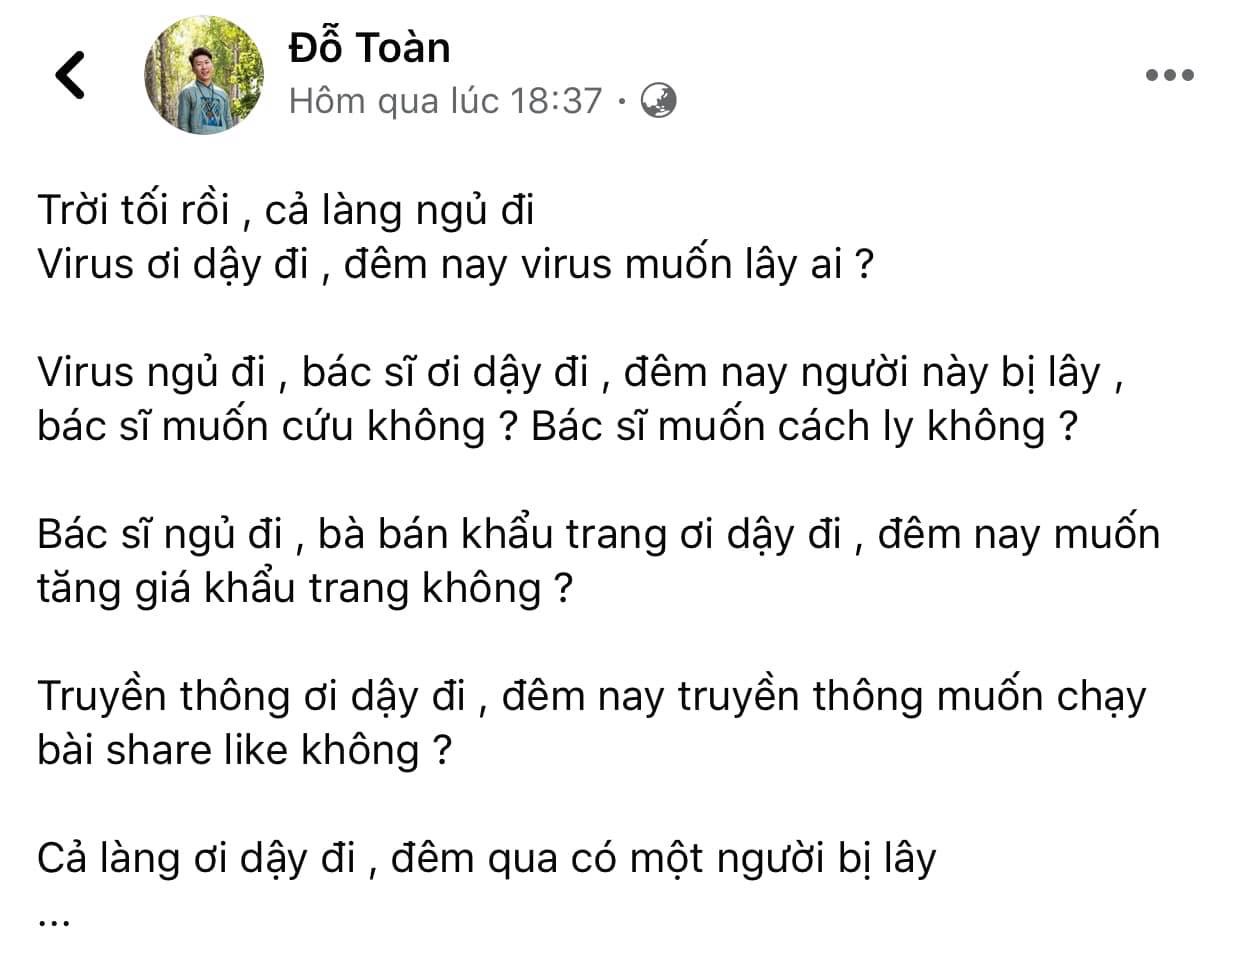 Đỗ Toàn
Hôm qua lúc 18:37 ·
Trời tối rồi , cả làng ngủ đi
Virus ơi dậy đi , đêm nay virus muốn lây ai ?
Virus ngủ đi , bác sĩ ơi dậy đi , đêm nay người này bị lây ,
bác sĩ muốn cứu không ? Bác sĩ muốn cách ly không ?
Bác sĩ ngủ đi , bà bán khẩu trang ơi dậy đi , đêm nay muốn
tăng giá khẩu trang không ?
Truyền thông ơi dậy đi , đêm nay truyền thông muốn chạy
bài share like không ?
Cả làng ơi dậy đi , đêm qua có một người bị lây
...